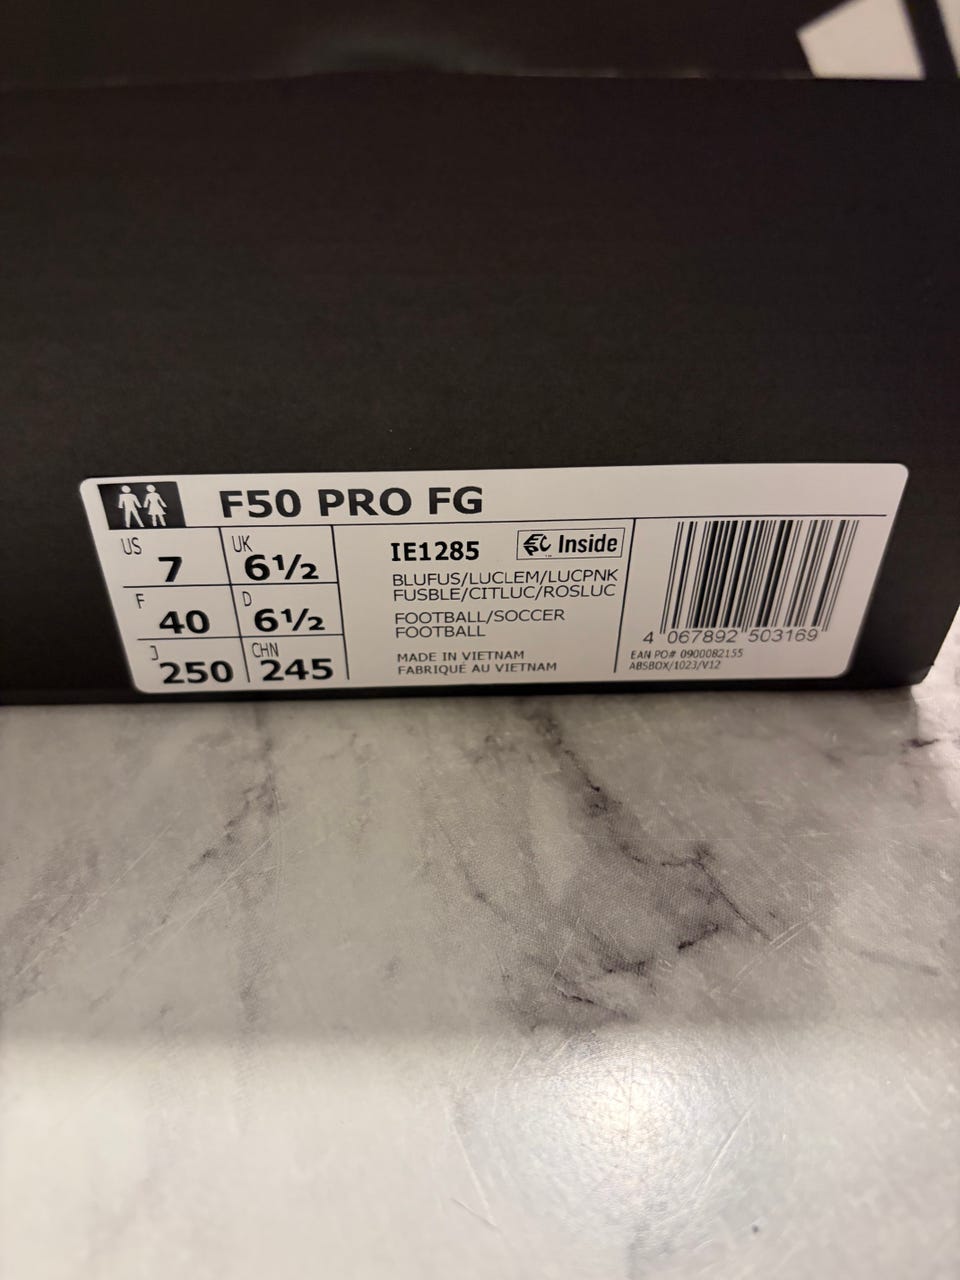 F50 PRO FG
US 7
UK 6½
F 40
D 6½
J 250
CHN 245
IE1285
EC Inside
BLUFUS/LUCLEM/LUCPNK
FUSBLE/CITLUC/ROSLUC
FOOTBALL/SOCCER
FOOTBALL
MADE IN VIETNAM
FABRIQUÉ AU VIETNAM
4 067892 503169
EAN PO# 0900082155
ABSBOX/1023/V12